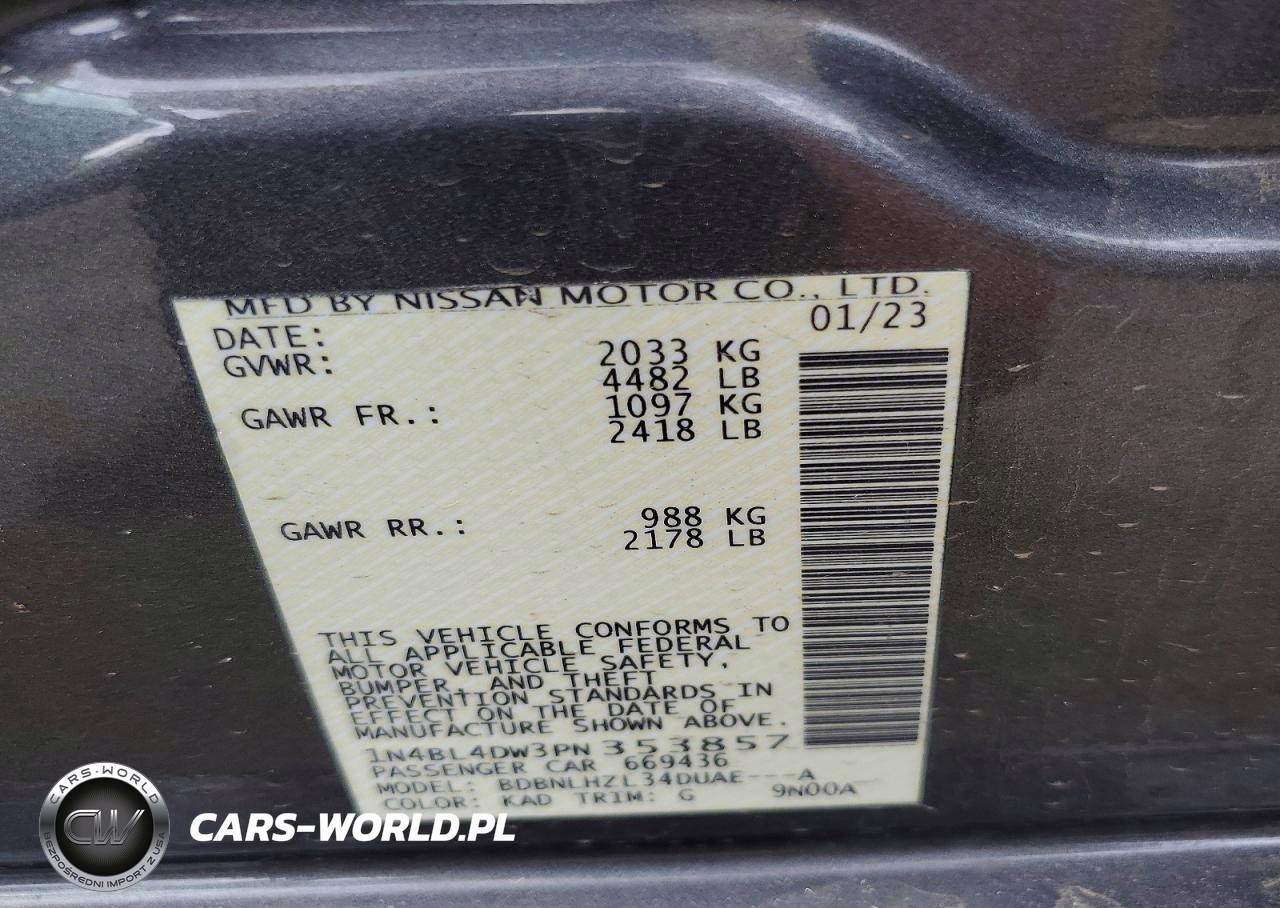 MFD BY NISSAN MOTOR CO., LTD.
DATE: 01/23
GVWR: 2033 KG
4482 LB
GAWR FR.: 1097 KG
2418 LB
GAWR RR.: 988 KG
2178 LB
THIS VEHICLE CONFORMS TO
ALL APPLICABLE FEDERAL
MOTOR VEHICLE SAFETY,
BUMPER, AND THEFT
PREVENTION STANDARDS IN
EFFECT ON THE DATE OF
MANUFACTURE SHOWN ABOVE.
1N4BL4DW3PN353857
PASSENGER CAR 669436
MODEL: BDBNLHZL34DUAE---A
COLOR: KAD TRIM: G 9N00A
CARS-WORLD
CW
BEZPOŚREDNI IMPORT Z USA
CARS-WORLD.PL